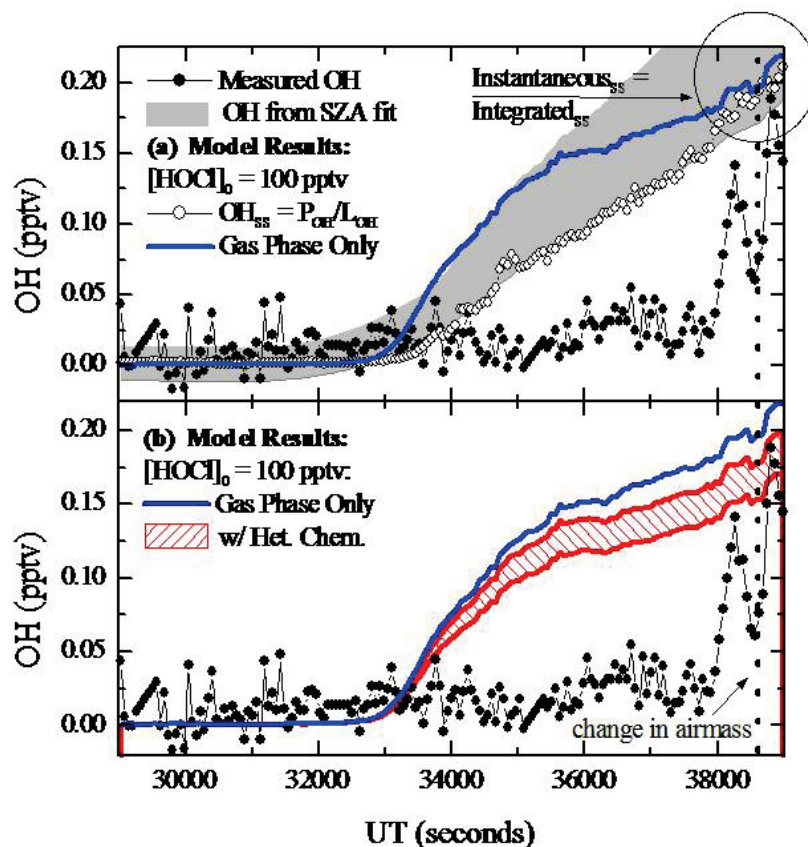 0.20
0.15
0.10
0.05
0.00
OH (pptv)
Measured OH
OH from SZA fit
(a) Model Results:
[HOCl]₀ = 100 pptv
OHₛₛ = P_OH/L_OH
Gas Phase Only
Instantaneousₛₛ =
Integratedₛₛ
0.20
0.15
0.10
0.05
0.00
OH (pptv)
(b) Model Results:
[HOCl]₀ = 100 pptv:
Gas Phase Only
w/ Het. Chem.
change in airmass
30000 32000 34000 36000 38000
UT (seconds)